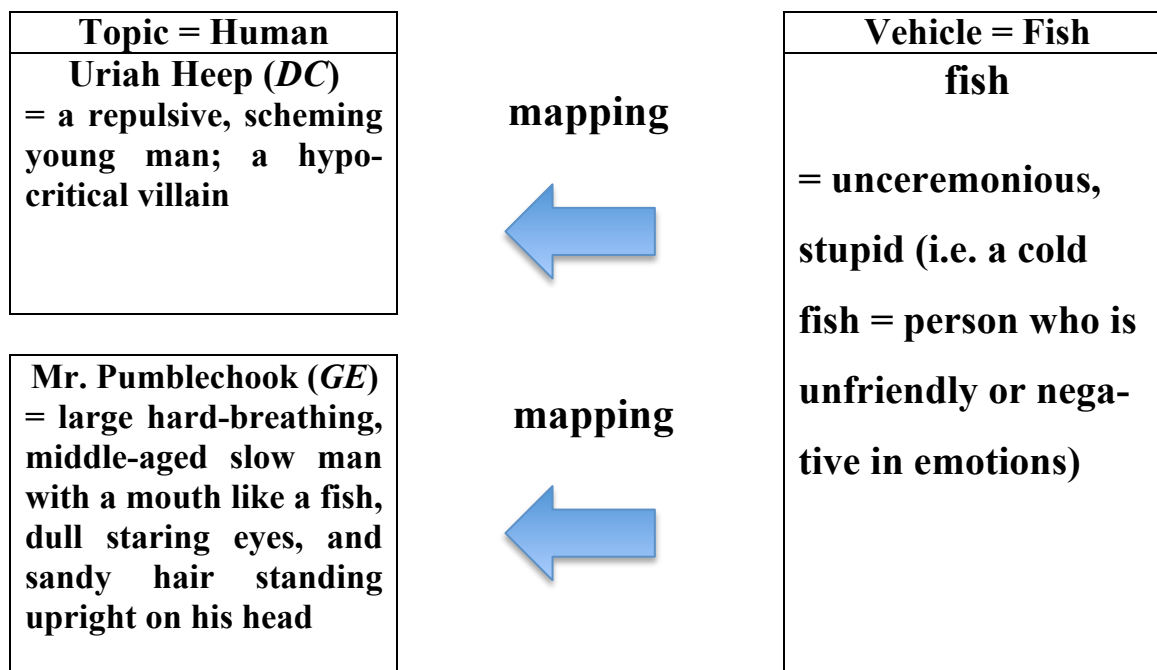 Topic = Human
Uriah Heep (DC)
= a repulsive, scheming
young man; a hypo-
critical villain
mapping
Vehicle = Fish
fish
= unceremonious,
stupid (i.e. a cold
fish = person who is
unfriendly or nega-
tive in emotions)
Mr. Pumblechook (GE)
= large hard-breathing,
middle-aged slow man
with a mouth like a fish,
dull staring eyes, and
sandy hair standing
upright on his head
mapping